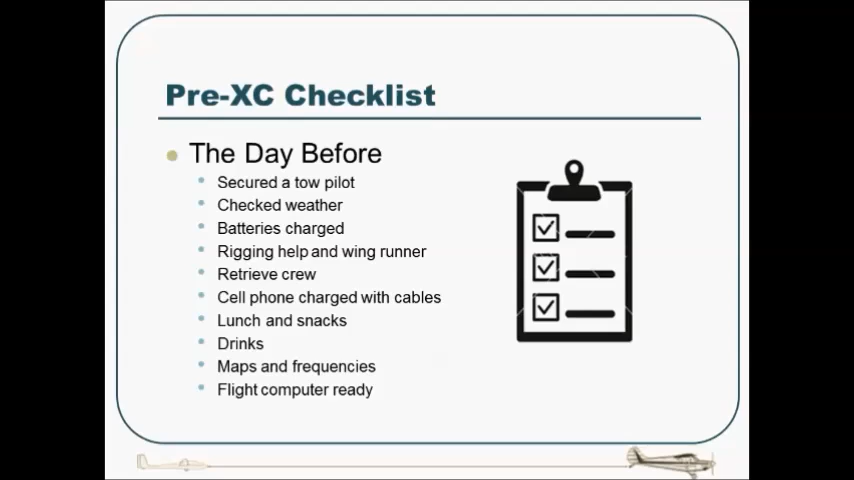 Pre-XC Checklist
The Day Before
Secured a tow pilot
Checked weather
Batteries charged
Rigging help and wing runner
Retrieve crew
Cell phone charged with cables
Lunch and snacks
Drinks
Maps and frequencies
Flight computer ready